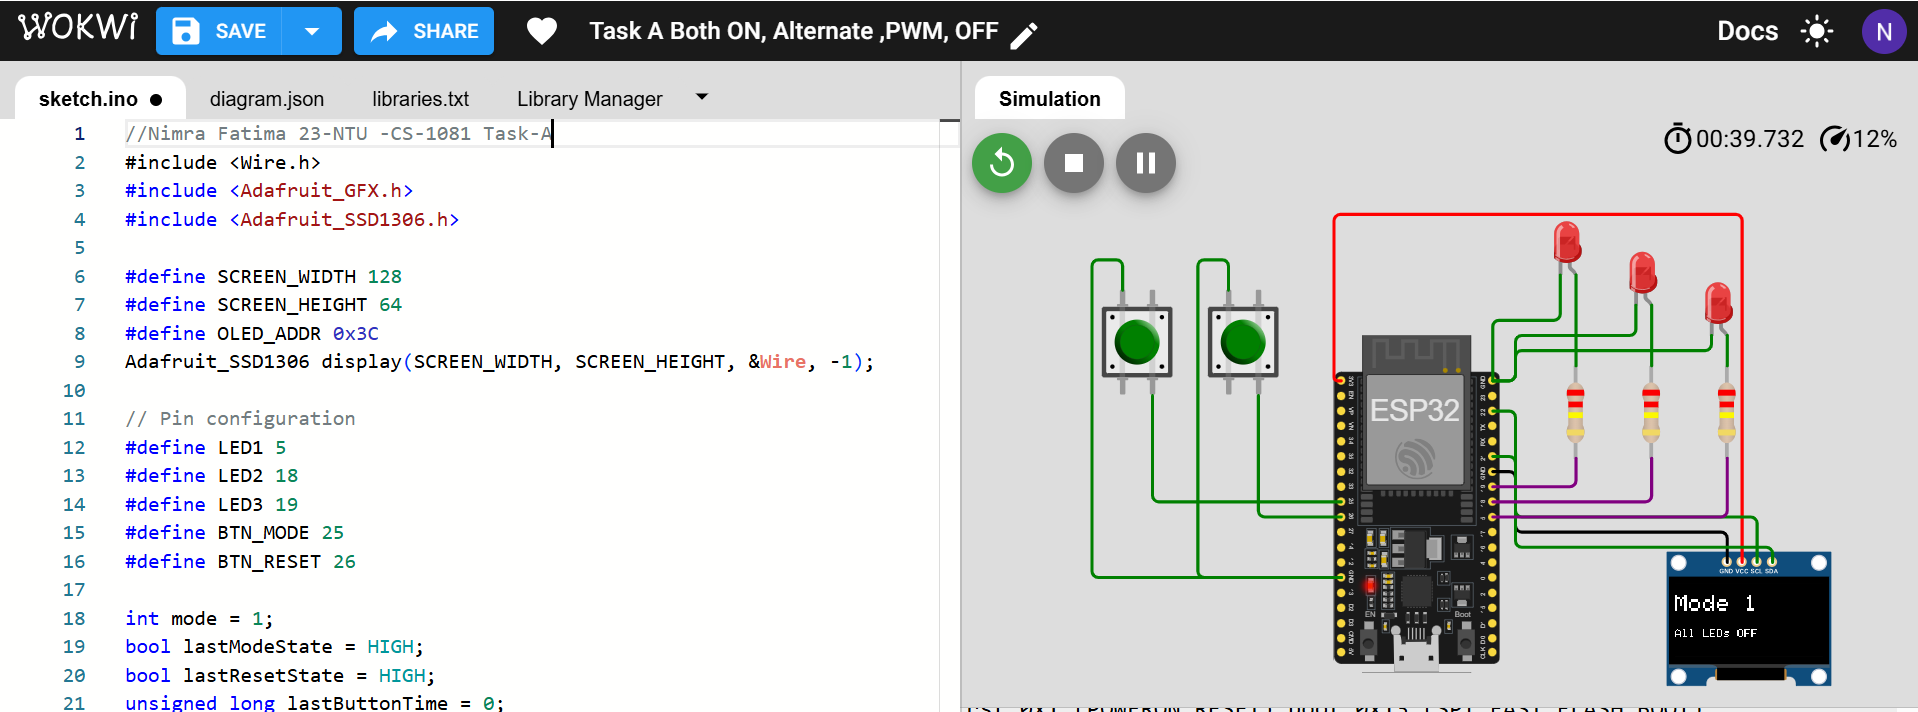 WOKWi
SAVE
SHARE
Task A Both ON, Alternate ,PWM, OFF
Docs
N
sketch.ino ●
diagram.json
libraries.txt
Library Manager
Simulation
00:39.732
12%
1 //Nimra Fatima 23-NTU -CS-1081 Task-A
2 #include <Wire.h>
3 #include <Adafruit_GFX.h>
4 #include <Adafruit_SSD1306.h>
5
6 #define SCREEN_WIDTH 128
7 #define SCREEN_HEIGHT 64
8 #define OLED_ADDR 0x3C
9 Adafruit_SSD1306 display(SCREEN_WIDTH, SCREEN_HEIGHT, &Wire, -1);
10
11 // Pin configuration
12 #define LED1 5
13 #define LED2 18
14 #define LED3 19
15 #define BTN_MODE 25
16 #define BTN_RESET 26
17
18 int mode = 1;
19 bool lastModeState = HIGH;
20 bool lastResetState = HIGH;
21 unsigned long lastButtonTime = 0;
ESP32
EN
Boot
GND VCC SCL SDA
Mode 1
All LEDs OFF